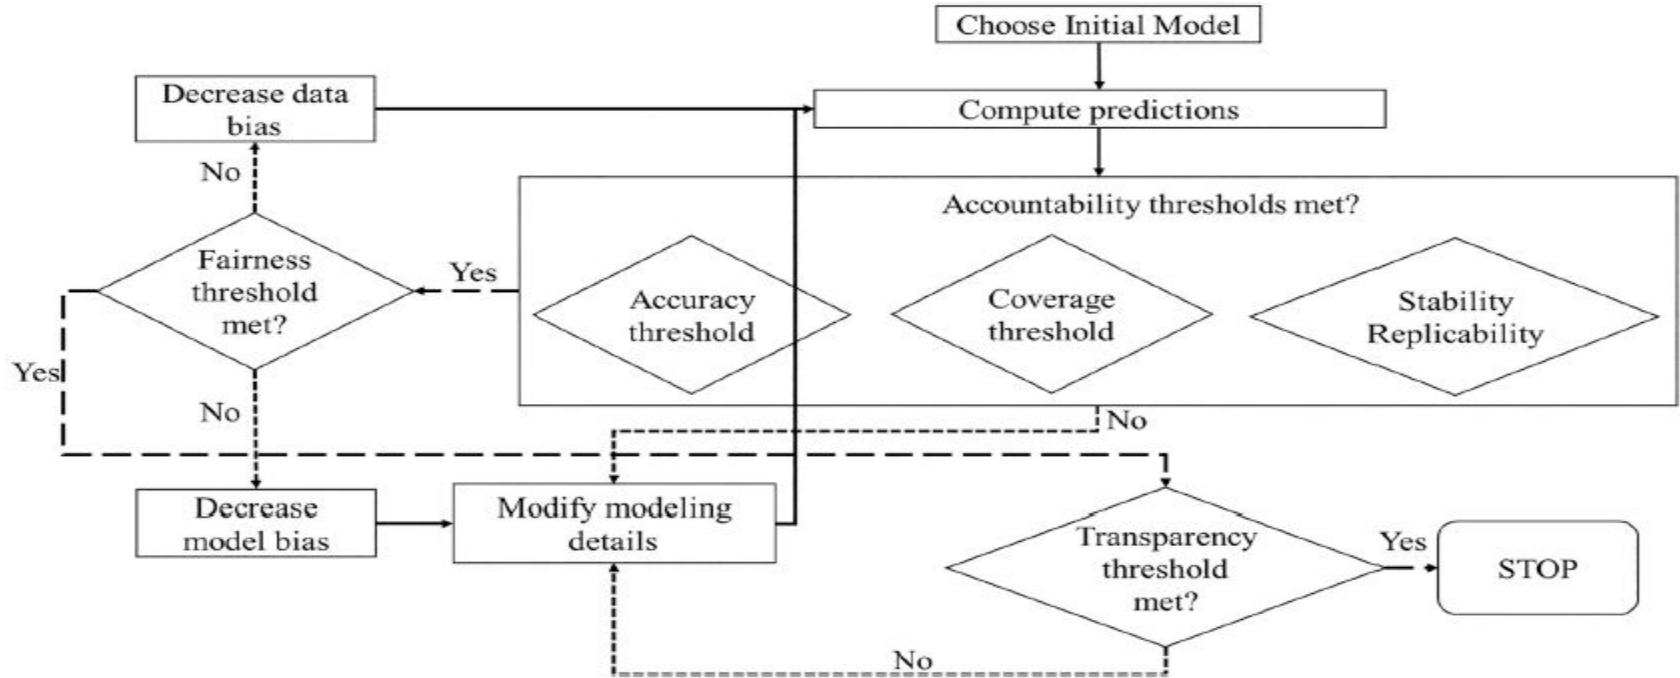 Choose Initial Model
Decrease data
bias
Compute predictions
No
Accountability thresholds met?
Fairness
threshold
met?
Yes
Accuracy
threshold
Coverage
threshold
Stability
Replicability
Yes
No
No
Decrease
model bias
Modify modeling
details
Transparency
threshold
met?
Yes
STOP
No